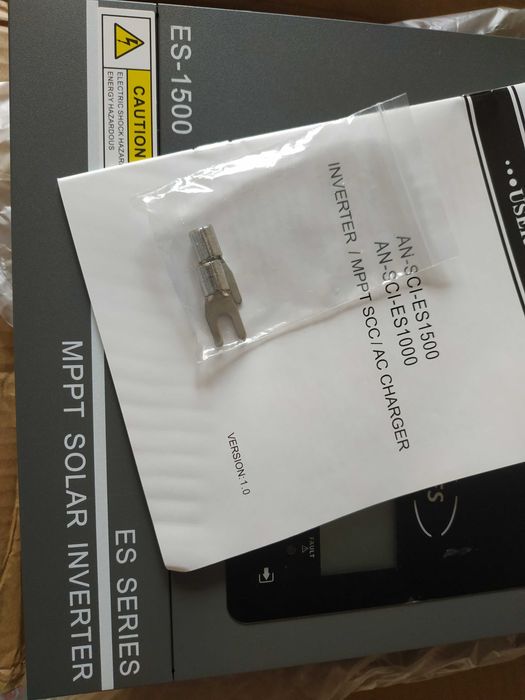 ES-1500
CAUTION
ELECTRIC SHOCK HAZAR
ENERGY HAZARDOUS
...USER
AN-SCI-ES1500
AN-SCI-ES1000
INVERTER / MPPT SCC / AC CHARGER
VERSION:1.0
FAULT
ES SERIES
MPPT SOLAR INVERTER